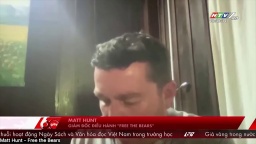 HTV9 HD
MATT HUNT
GIÁM ĐỐC ĐIỀU HÀNH "FREE THE BEARS"
huỗi hoạt động Ngày Sách và Văn hóa đọc Việt Nam trong trường học
Giá vàng trong nước
Matt Hunt - Free the Bears